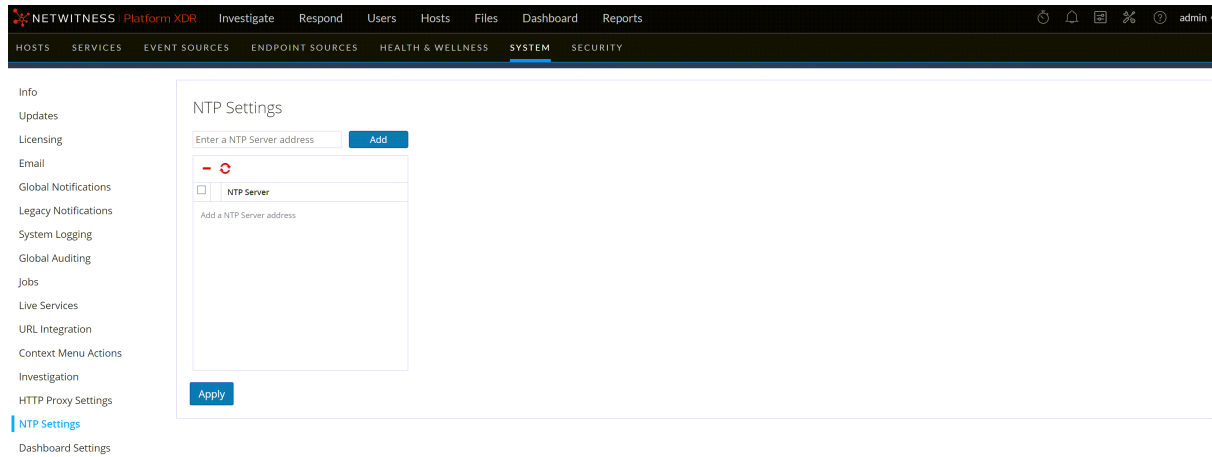 NETWITNESS | Platform XDR Investigate Respond Users Hosts Files Dashboard Reports admin
HOSTS SERVICES EVENT SOURCES ENDPOINT SOURCES HEALTH & WELLNESS SYSTEM SECURITY
Info
Updates
Licensing
Email
Global Notifications
Legacy Notifications
System Logging
Global Auditing
Jobs
Live Services
URL Integration
Context Menu Actions
Investigation
HTTP Proxy Settings
NTP Settings
Dashboard Settings
NTP Settings
Enter a NTP Server address Add
NTP Server
Add a NTP Server address
Apply